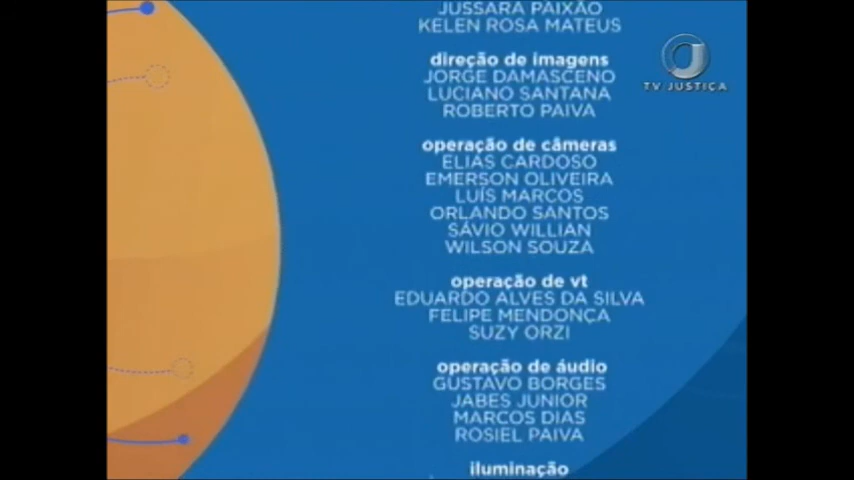 JUSSARA PAIXÃO
KELEN ROSA MATEUS
direção de imagens
JORGE DAMASCENO
LUCIANO SANTANA
ROBERTO PAIVA
TV JUSTIÇA
operação de câmeras
ELIAS CARDOSO
EMERSON OLIVEIRA
LUÍS MARCOS
ORLANDO SANTOS
SÁVIO WILLIAN
WILSON SOUZA
operação de vt
EDUARDO ALVES DA SILVA
FELIPE MENDONÇA
SUZY ORZI
operação de áudio
GUSTAVO BORGES
JABES JUNIOR
MARCOS DIAS
ROSIEL PAIVA
iluminação